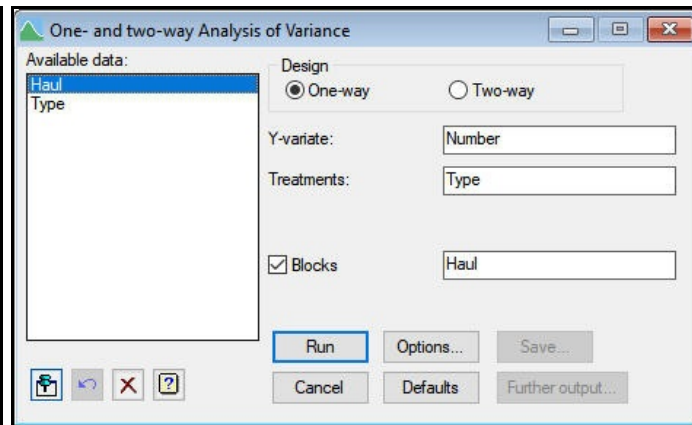 One- and two-way Analysis of Variance
Available data:
Haul
Type
Design
One-way
Two-way
Y-variate:
Number
Treatments:
Type
Blocks
Haul
Run
Options...
Save...
Cancel
Defaults
Further output...
?